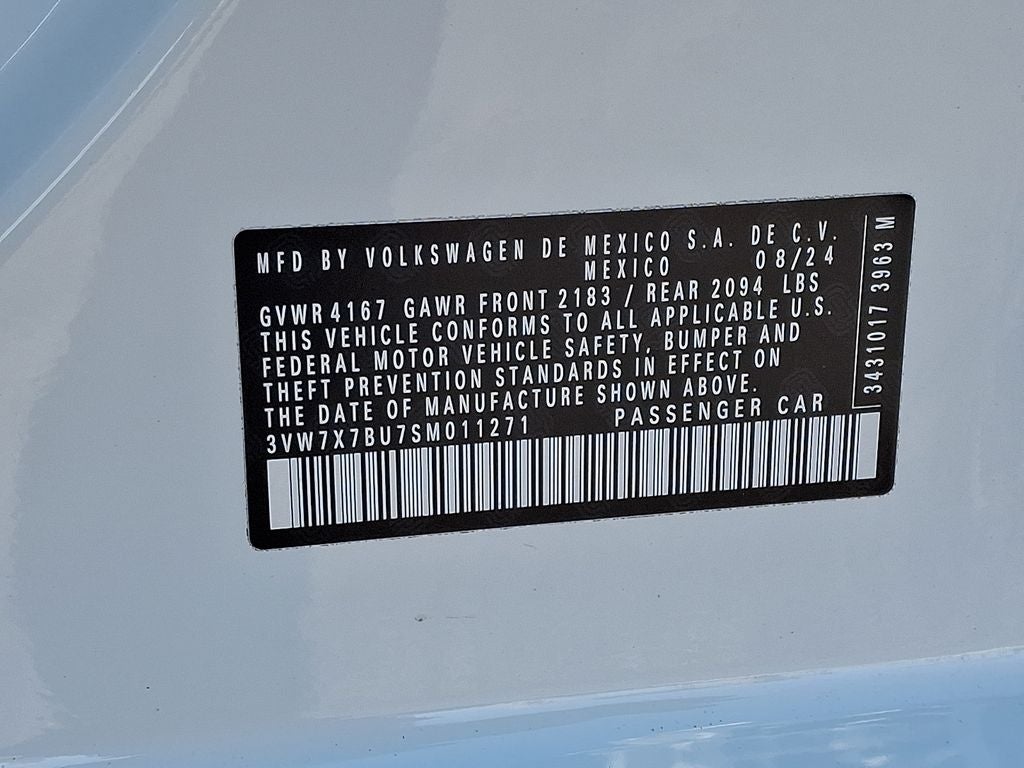 MFD BY VOLKSWAGEN DE MEXICO S.A. DE C.V.
MEXICO 08/24
GVWR 4167 GAWR FRONT 2183 / REAR 2094 LBS
THIS VEHICLE CONFORMS TO ALL APPLICABLE U.S.
FEDERAL MOTOR VEHICLE SAFETY, BUMPER AND
THEFT PREVENTION STANDARDS IN EFFECT ON
THE DATE OF MANUFACTURE SHOWN ABOVE.
3VW7X7BU7SM011271 PASSENGER CAR
3431017 3963 M